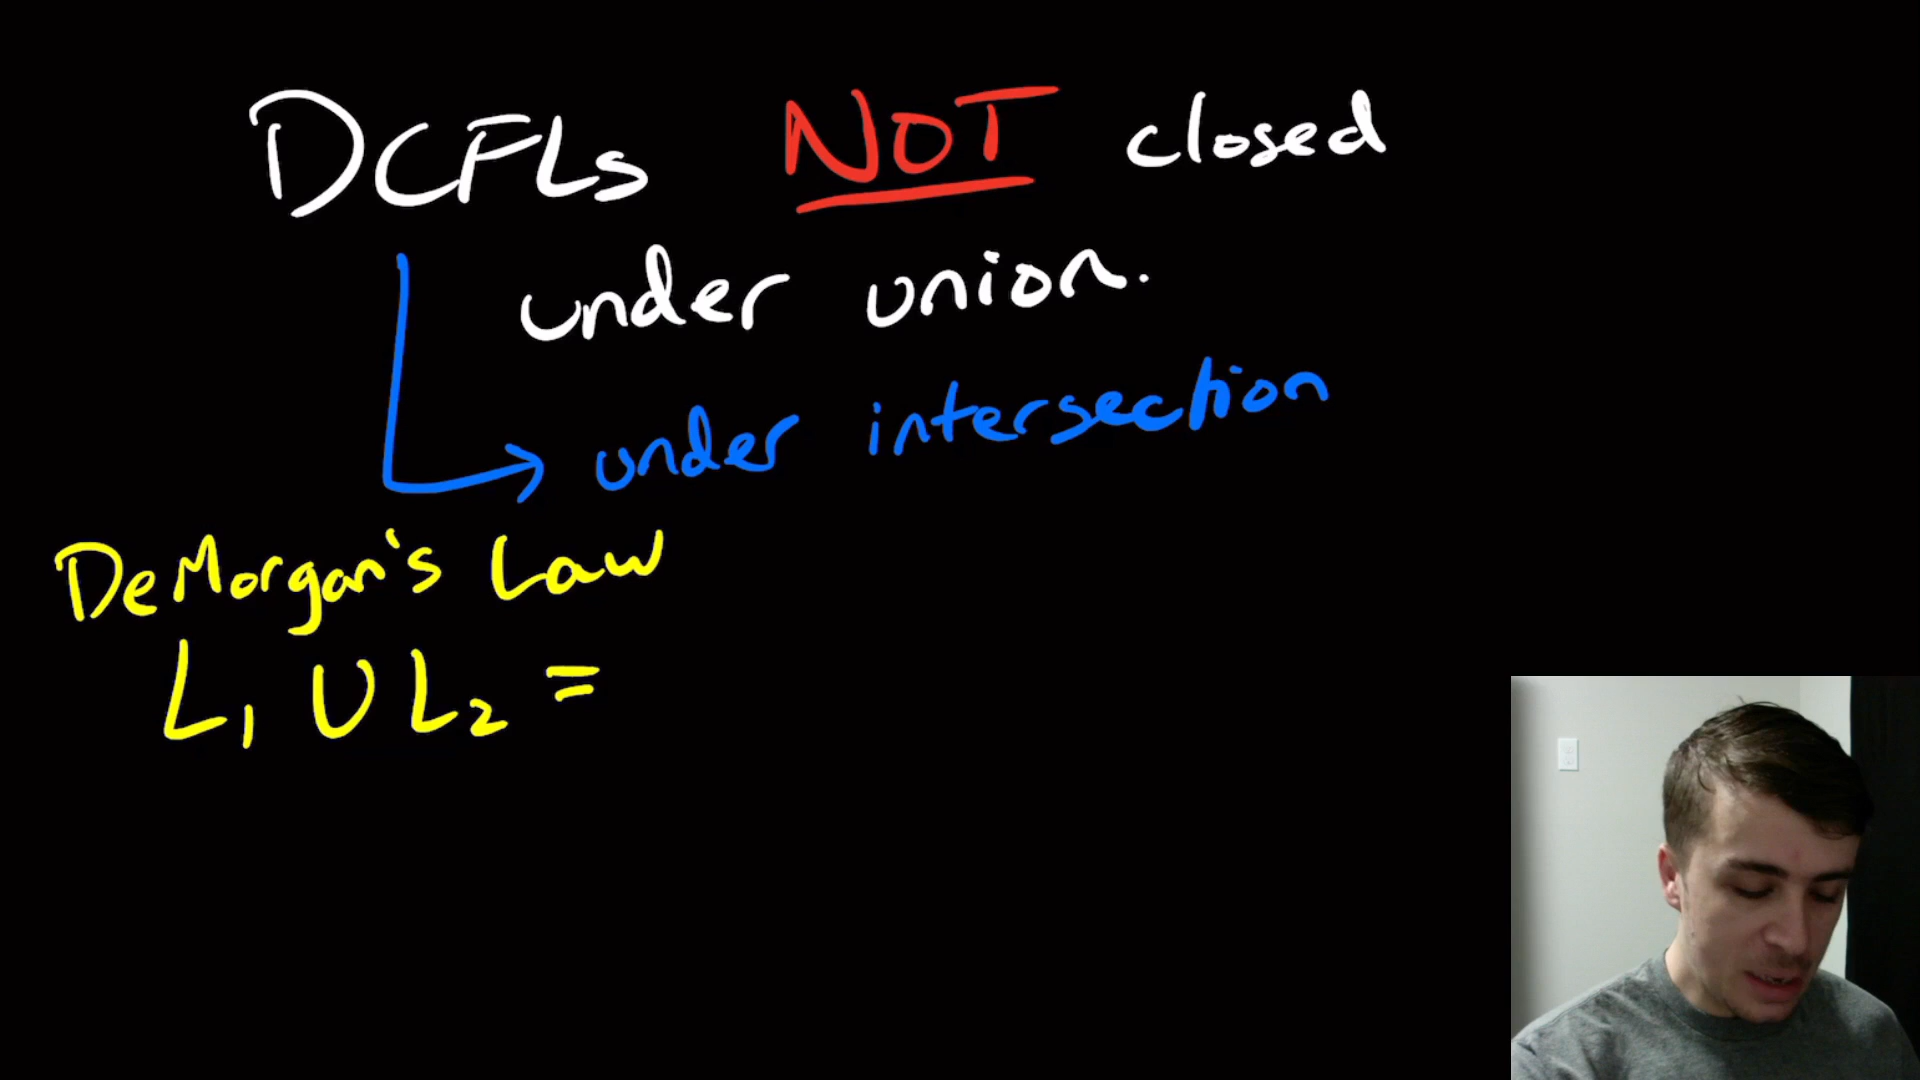 DCFLs NOT closed
under union.
under intersection
DeMorgan's Law
L₁ ∪ L₂ =